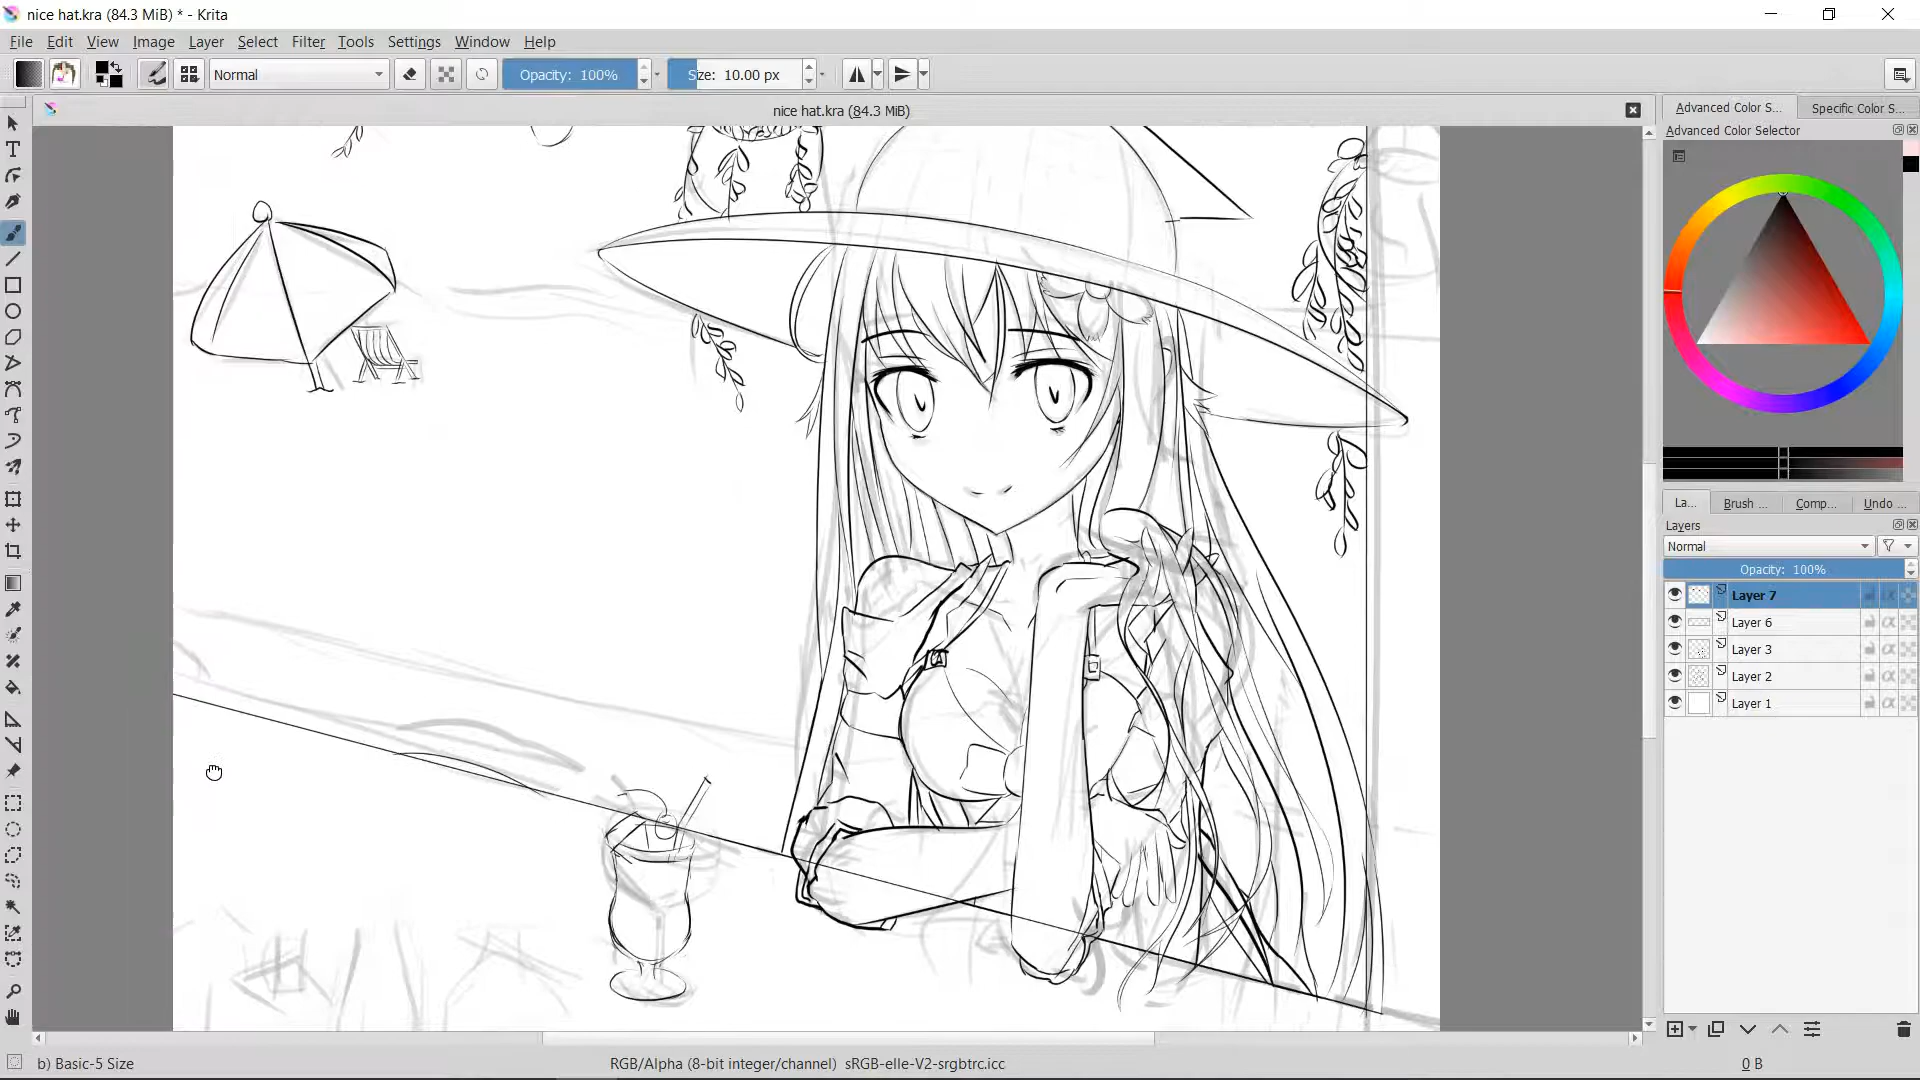 nice hat.kra (84.3 MiB) * - Krita
File Edit View Image Layer Select Filter Tools Settings Window Help
Normal Opacity: 100% Size: 10.00 px
nice hat.kra (84.3 MiB)
Advanced Color S... Specific Color S...
Advanced Color Selector
La... Brush ... Comp... Undo ...
Layers
Normal
Opacity: 100%
Layer 7
Layer 6
Layer 3
Layer 2
Layer 1
b) Basic-5 Size RGB/Alpha (8-bit integer/channel) sRGB-elle-V2-srgbtrc.icc 0 B